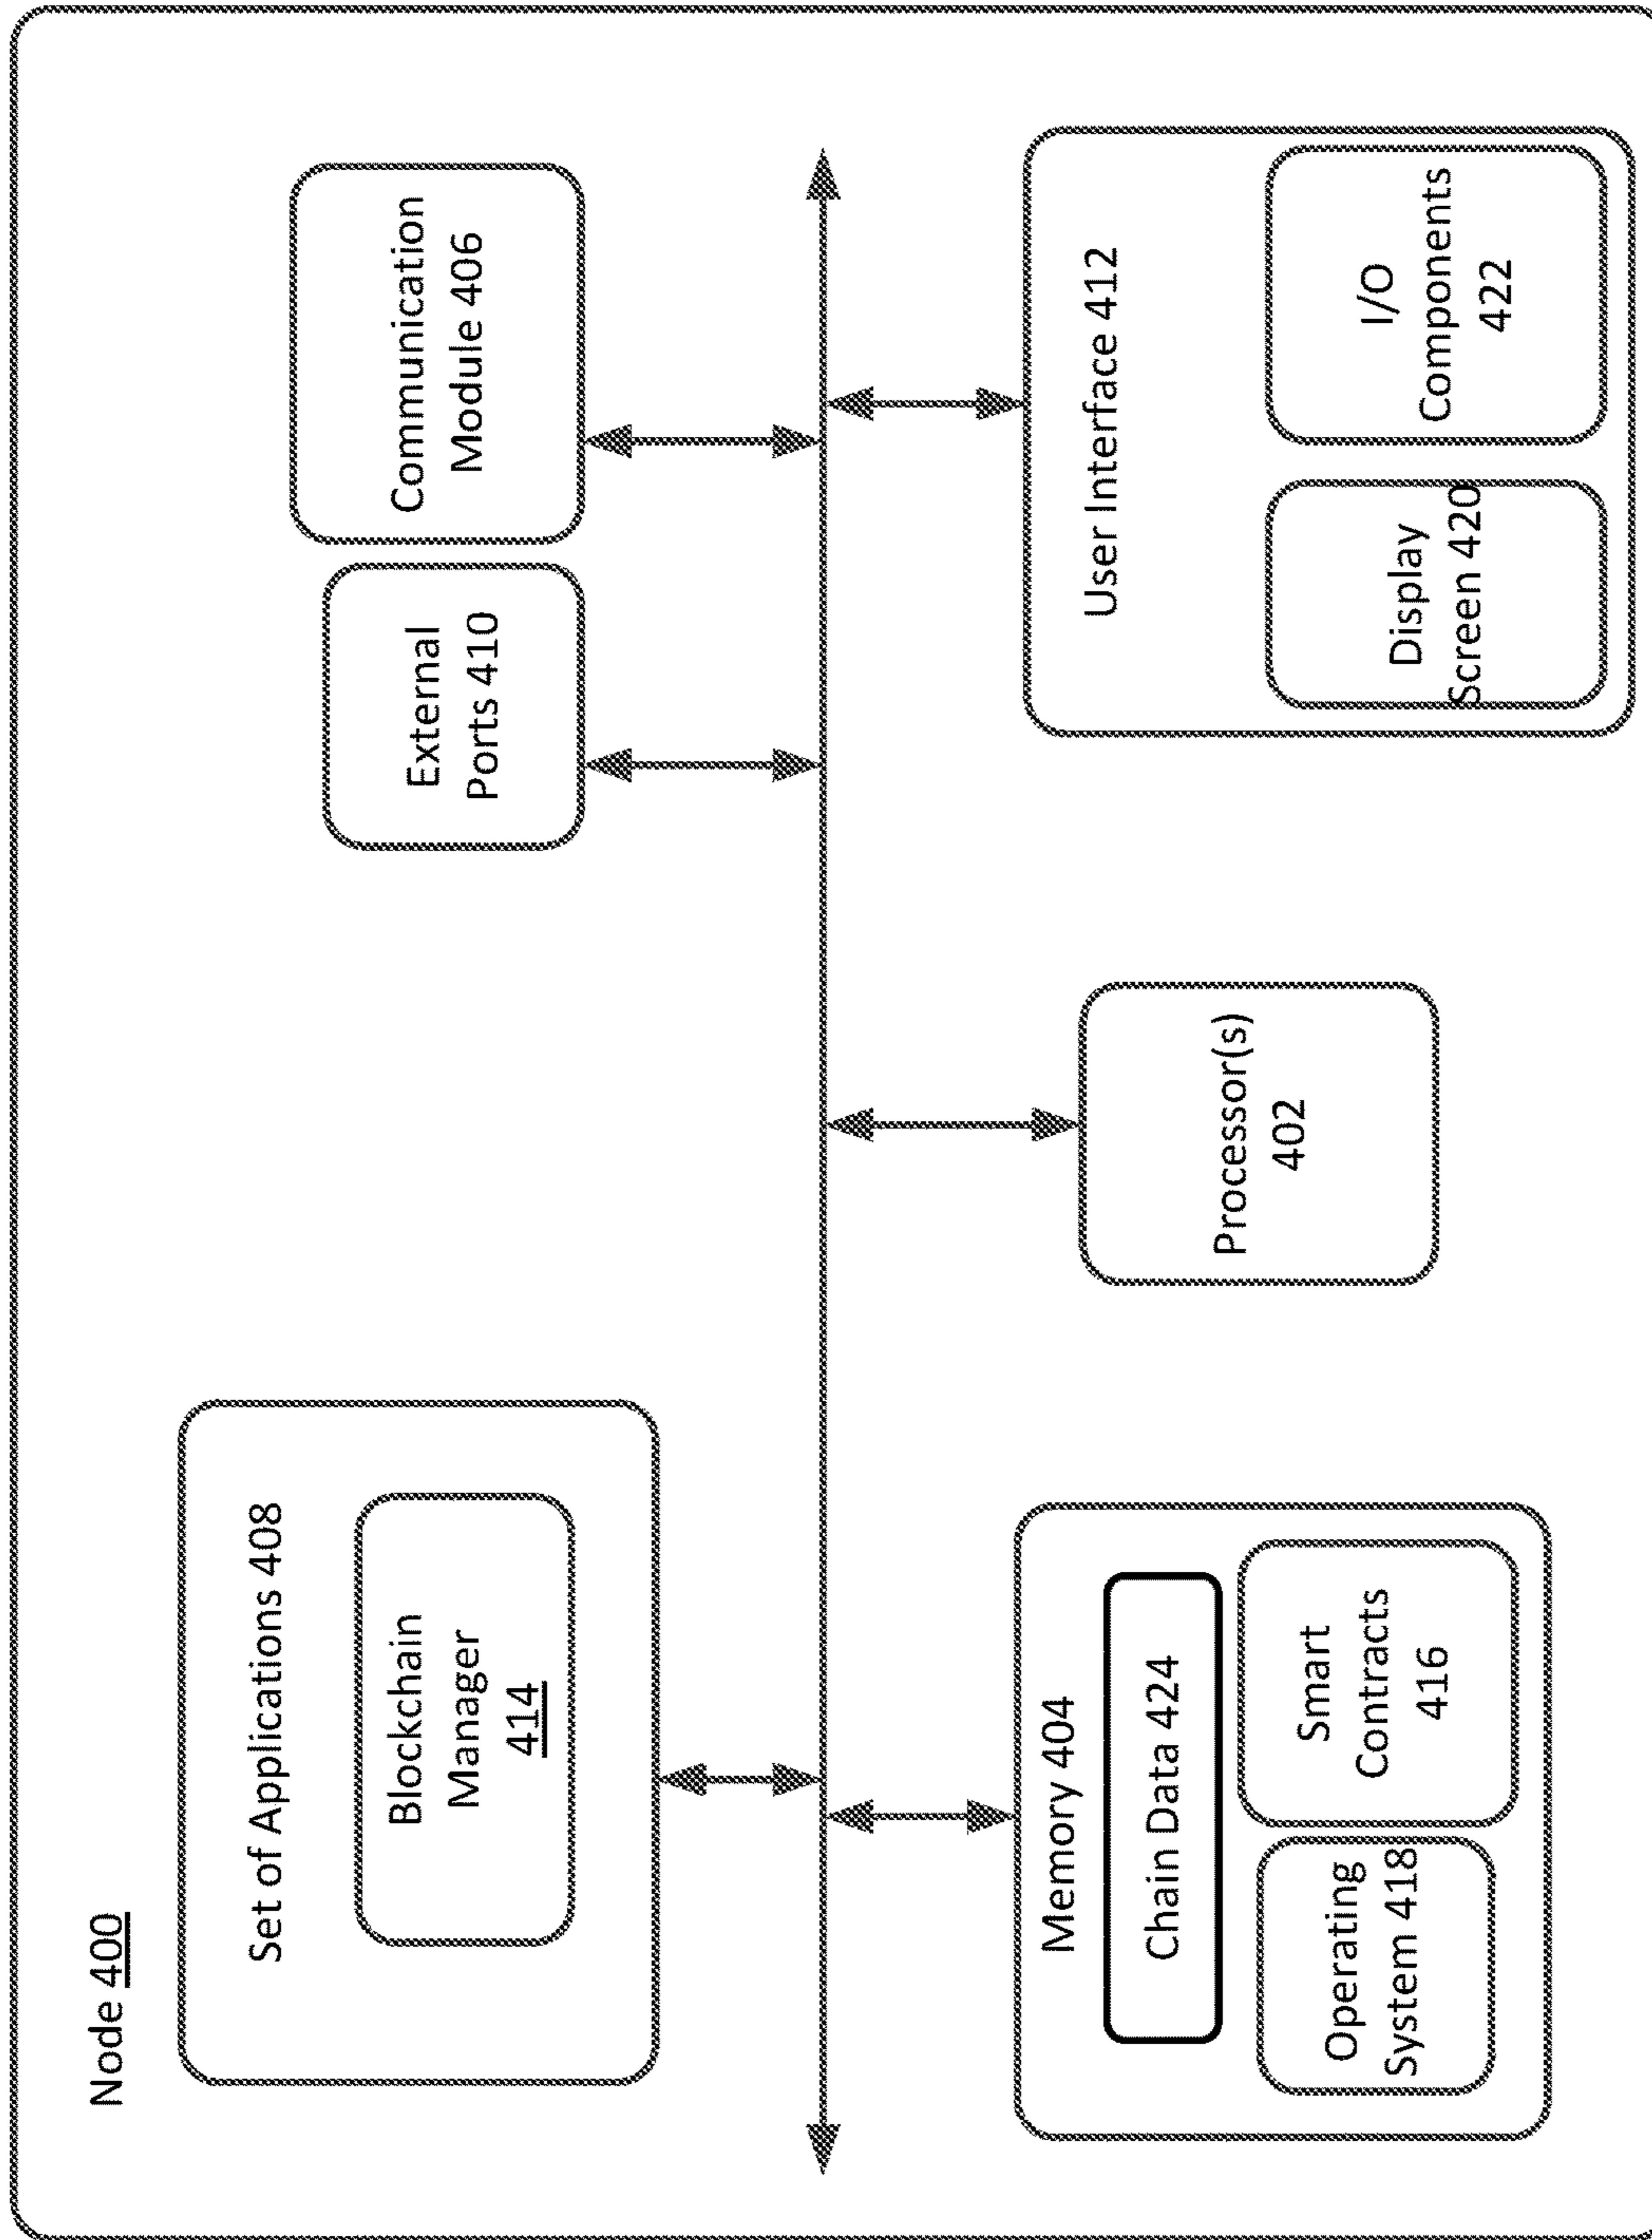 Node 400
Set of Applications 408
Blockchain
Manager
414
External
Ports 410
Communication
Module 406
Memory 404
Chain Data 424
Operating
System 418
Smart
Contracts
416
Processor(s)
402
User Interface 412
Display
Screen 420
I/O
Components
422